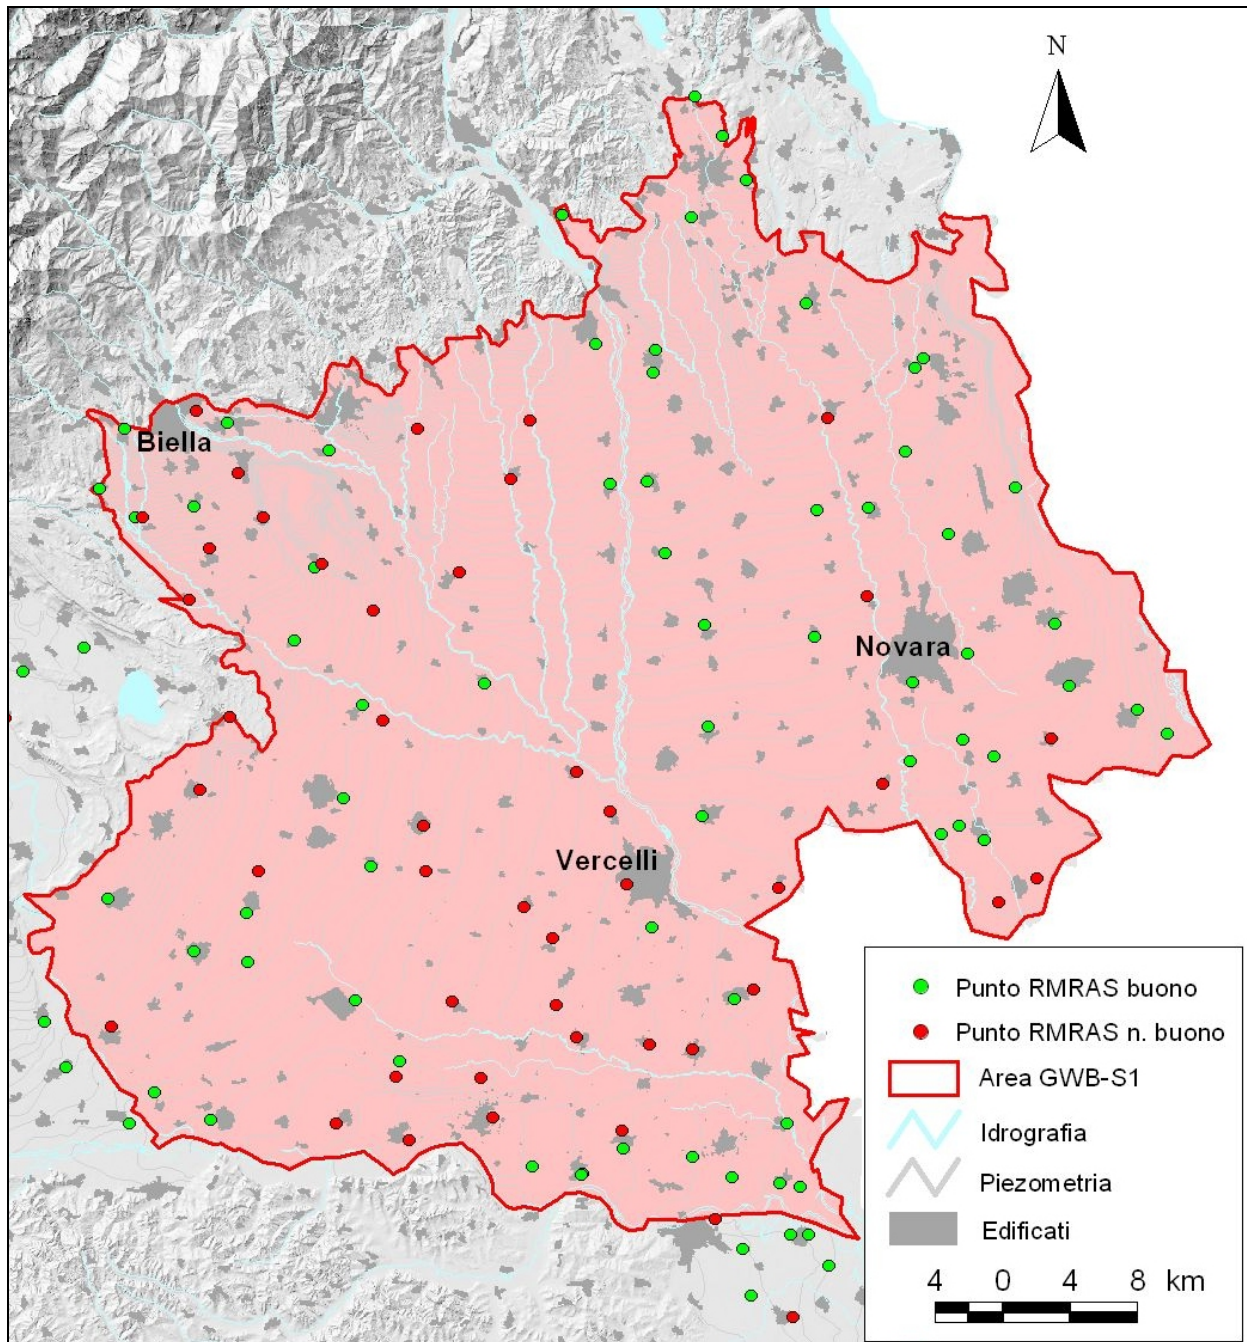 N
Biella
Novara
Vercelli
Punto RMRAS buono
Punto RMRAS n. buono
Area GWB-S1
Idrografia
Piezometria
Edificati
4 0 4 8 km